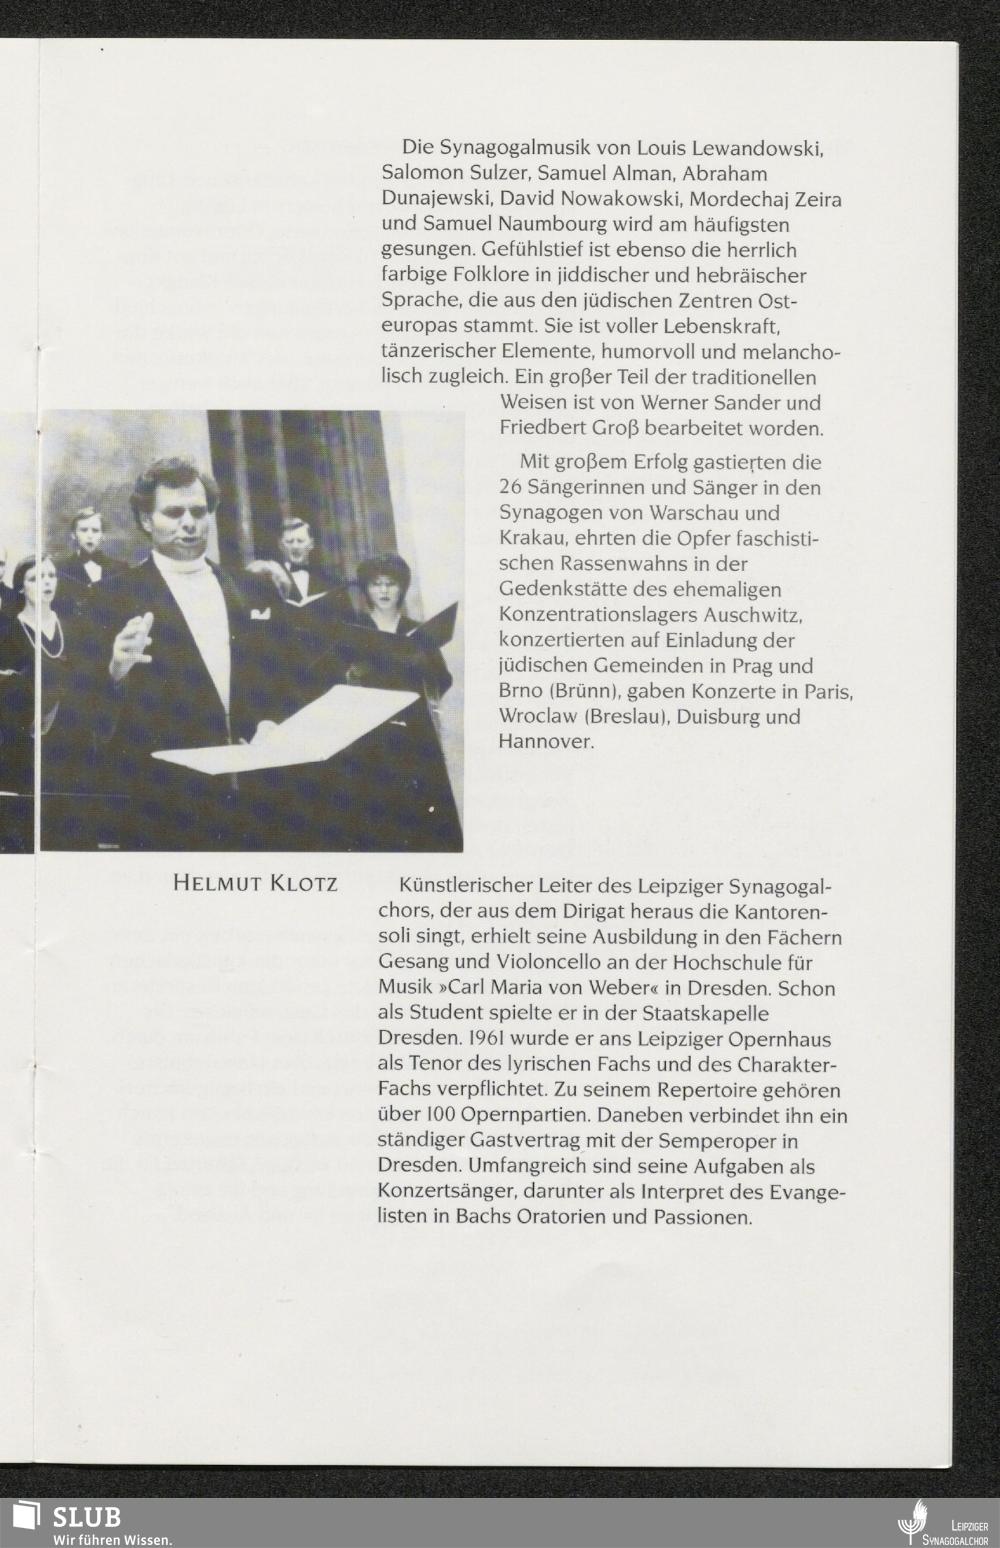 Die Synagogalmusik von Louis Lewandowski,
Salomon Sulzer, Samuel Alman, Abraham
Dunajewski, David Nowakowski, Mordechaj Zeira
und Samuel Naumbourg wird am häufigsten
gesungen. Gefühlstief ist ebenso die herrlich
farbige Folklore in jiddischer und hebräischer
Sprache, die aus den jüdischen Zentren Ost-
europas stammt. Sie ist voller Lebenskraft,
tänzerischer Elemente, humorvoll und melancho-
lisch zugleich. Ein großer Teil der traditionellen
Weisen ist von Werner Sander und
Friedbert Groß bearbeitet worden.
Mit großem Erfolg gastierten die
26 Sängerinnen und Sänger in den
Synagogen von Warschau und
Krakau, ehrten die Opfer faschisti-
schen Rassenwahns in der
Gedenkstätte des ehemaligen
Konzentrationslagers Auschwitz,
konzertierten auf Einladung der
jüdischen Gemeinden in Prag und
Brno (Brünn), gaben Konzerte in Paris,
Wroclaw (Breslau), Duisburg und
Hannover.
HELMUT KLOTZ
Künstlerischer Leiter des Leipziger Synagogal-
chors, der aus dem Dirigat heraus die Kantoren-
soli singt, erhielt seine Ausbildung in den Fächern
Gesang und Violoncello an der Hochschule für
Musik »Carl Maria von Weber« in Dresden. Schon
als Student spielte er in der Staatskapelle
Dresden. 1961 wurde er ans Leipziger Opernhaus
als Tenor des lyrischen Fachs und des Charakter-
Fachs verpflichtet. Zu seinem Repertoire gehören
über 100 Opernpartien. Daneben verbindet ihn ein
ständiger Gastvertrag mit der Semperoper in
Dresden. Umfangreich sind seine Aufgaben als
Konzertsänger, darunter als Interpret des Evange-
listen in Bachs Oratorien und Passionen.
SLUB
Wir führen Wissen.
LEIPZIGER
SYNAGOGALCHOR